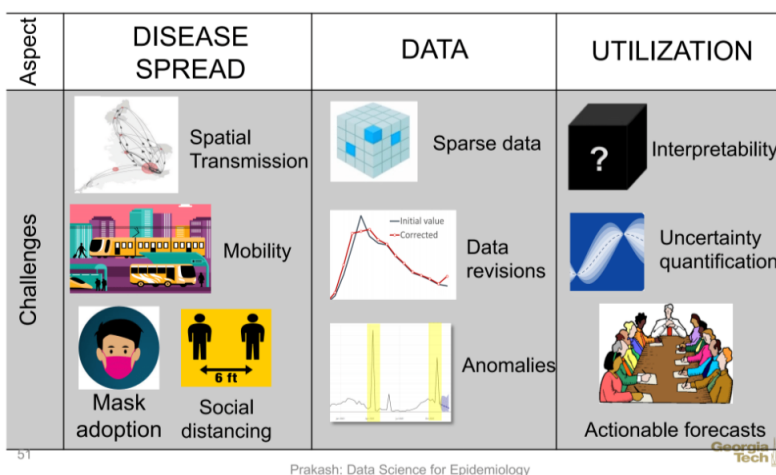 Aspect
DISEASE
SPREAD
DATA
UTILIZATION
Challenges
Spatial
Transmission
Mobility
Mask
adoption
6 ft
Social
distancing
Sparse data
Initial value
Corrected
Data
revisions
Anomalies
?
Interpretability
Uncertainty
quantification
Actionable forecasts
51
Prakash: Data Science for Epidemiology
Georgia
Tech